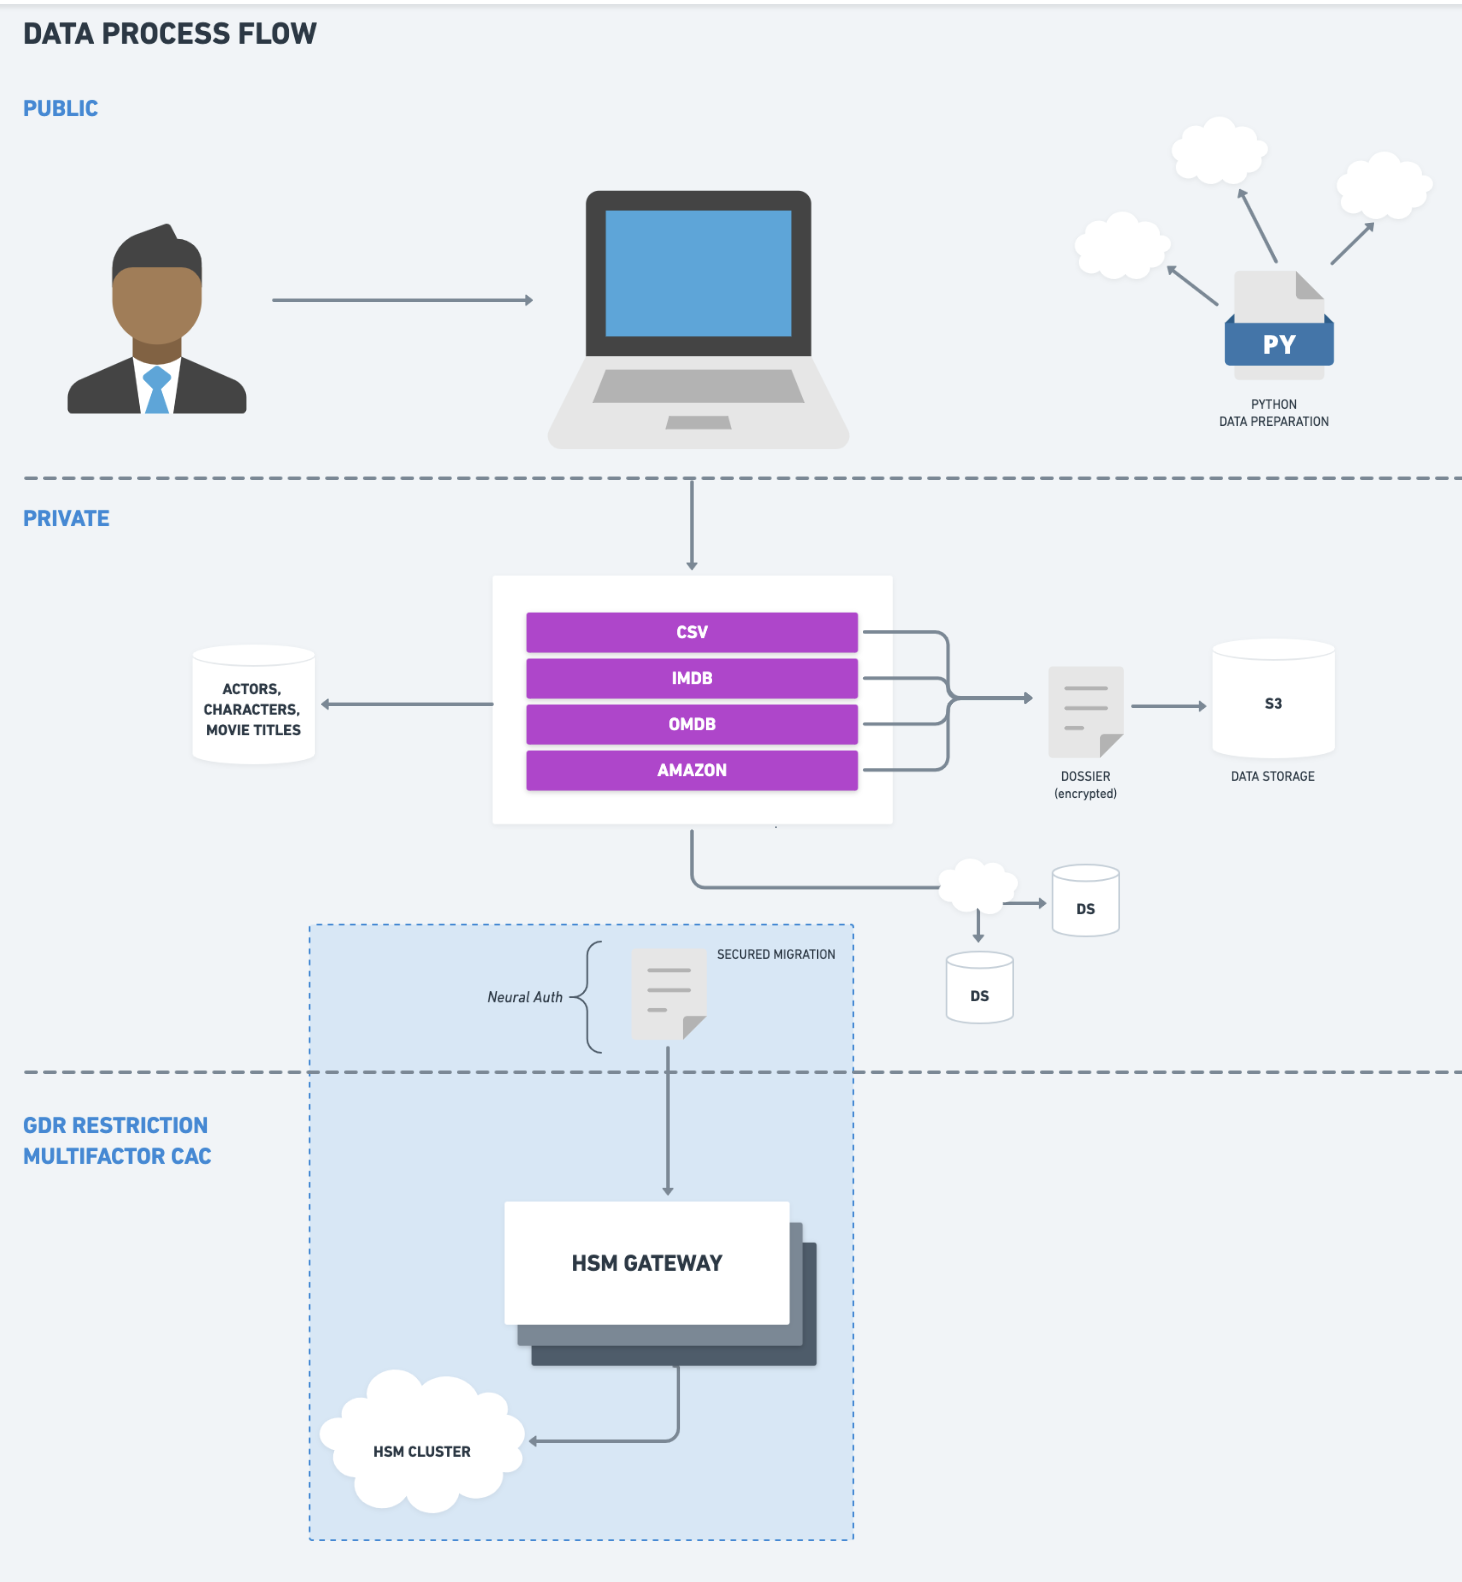 DATA PROCESS FLOW
PUBLIC
PY
PYTHON
DATA PREPARATION
PRIVATE
ACTORS,
CHARACTERS,
MOVIE TITLES
CSV
IMDB
OMDB
AMAZON
DOSSIER
(encrypted)
S3
DATA STORAGE
DS
DS
Neural Auth
SECURED MIGRATION
GDR RESTRICTION
MULTIFACTOR CAC
HSM GATEWAY
HSM CLUSTER